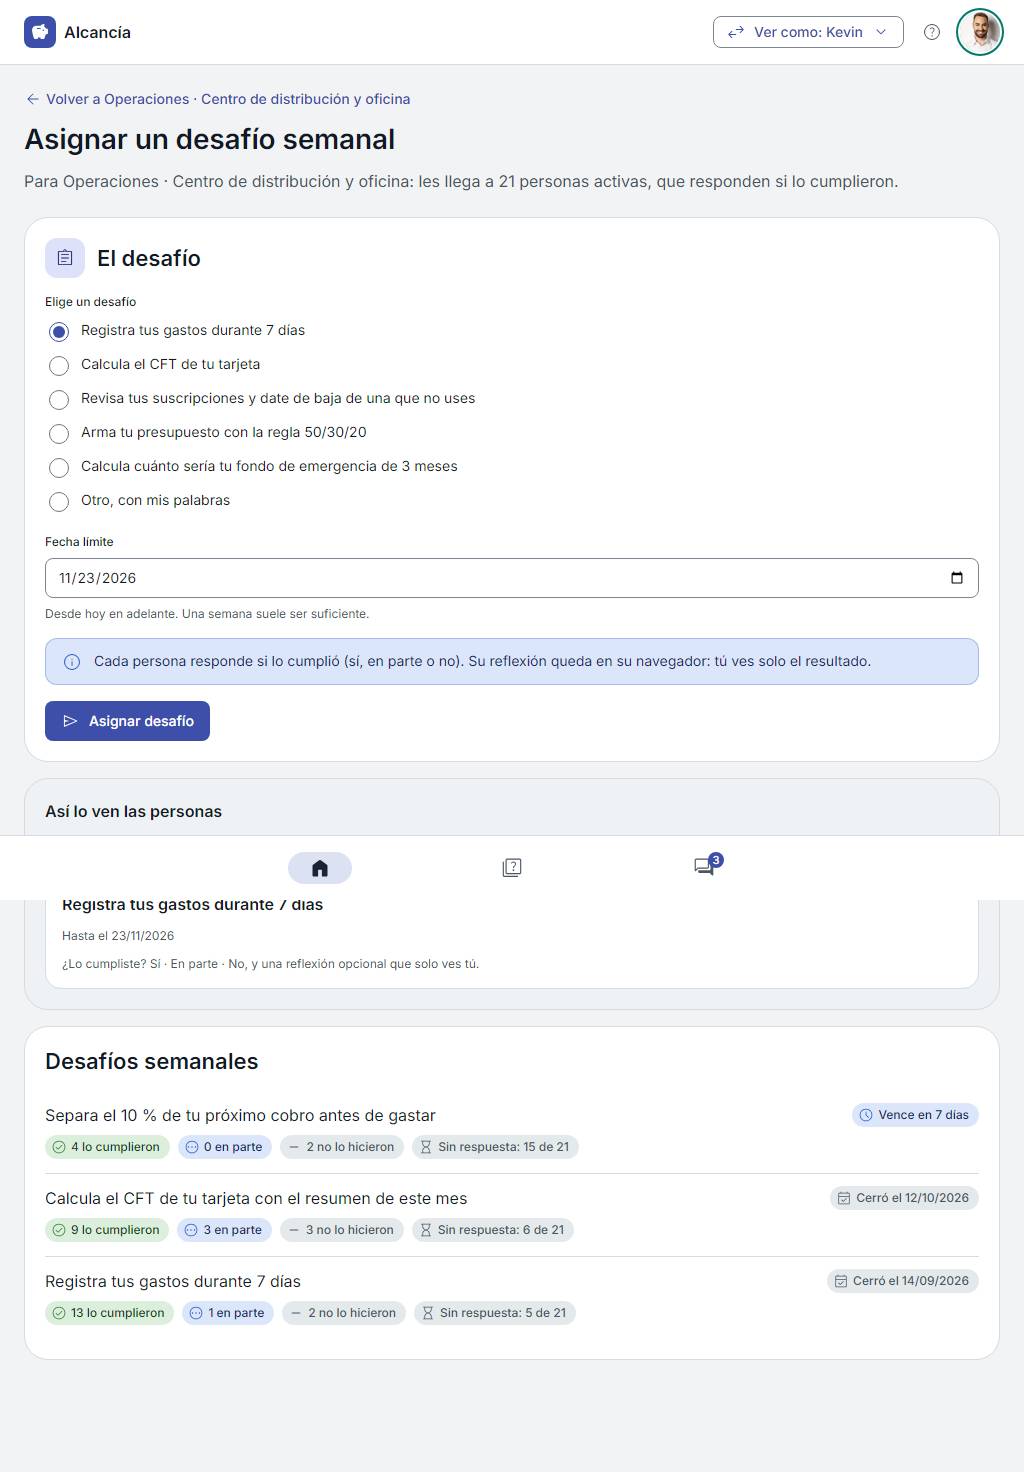 Alcancía
Ver como: Kevin
Volver a Operaciones · Centro de distribución y oficina
Asignar un desafío semanal
Para Operaciones · Centro de distribución y oficina: les llega a 21 personas activas, que responden si lo cumplieron.
El desafío
Elige un desafío
Registra tus gastos durante 7 días
Calcula el CFT de tu tarjeta
Revisa tus suscripciones y date de baja de una que no uses
Arma tu presupuesto con la regla 50/30/20
Calcula cuánto sería tu fondo de emergencia de 3 meses
Otro, con mis palabras
Fecha límite
11/23/2026
Desde hoy en adelante. Una semana suele ser suficiente.
Cada persona responde si lo cumplió (sí, en parte o no). Su reflexión queda en su navegador: tú ves solo el resultado.
Asignar desafío
Así lo ven las personas
3
Registra tus gastos durante 7 días
Hasta el 23/11/2026
¿Lo cumpliste? Sí · En parte · No, y una reflexión opcional que solo ves tú.
Desafíos semanales
Separa el 10 % de tu próximo cobro antes de gastar
Vence en 7 días
4 lo cumplieron
0 en parte
2 no lo hicieron
Sin respuesta: 15 de 21
Calcula el CFT de tu tarjeta con el resumen de este mes
Cerró el 12/10/2026
9 lo cumplieron
3 en parte
3 no lo hicieron
Sin respuesta: 6 de 21
Registra tus gastos durante 7 días
Cerró el 14/09/2026
13 lo cumplieron
1 en parte
2 no lo hicieron
Sin respuesta: 5 de 21